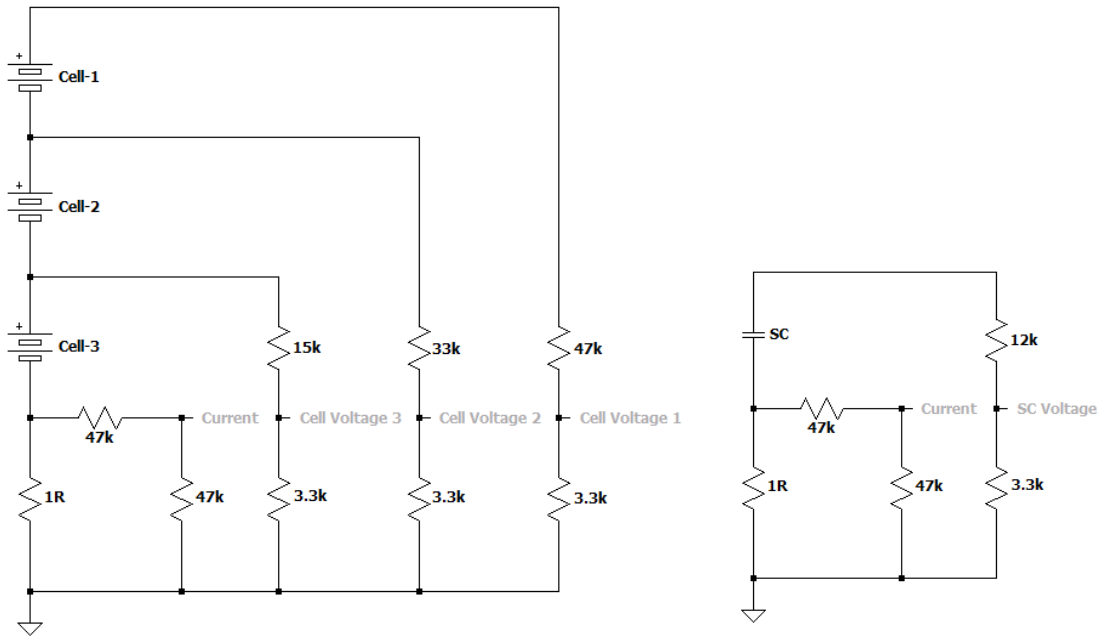 +
Cell-1
+
Cell-2
+
Cell-3
15k
33k
47k
SC
12k
47k
Current
Cell Voltage 3
Cell Voltage 2
Cell Voltage 1
47k
Current
SC Voltage
1R
47k
3.3k
3.3k
3.3k
1R
47k
3.3k